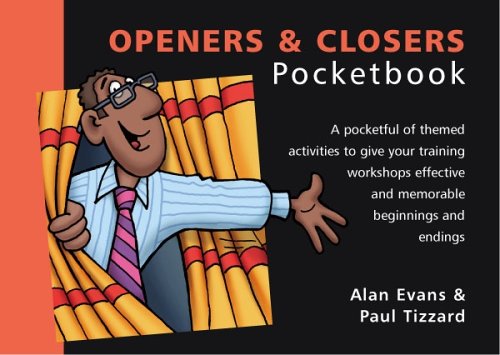 OPENERS & CLOSERS
Pocketbook
A pocketful of themed
activities to give your training
workshops effective
and memorable
beginnings and
endings
Alan Evans &
Paul Tizzard